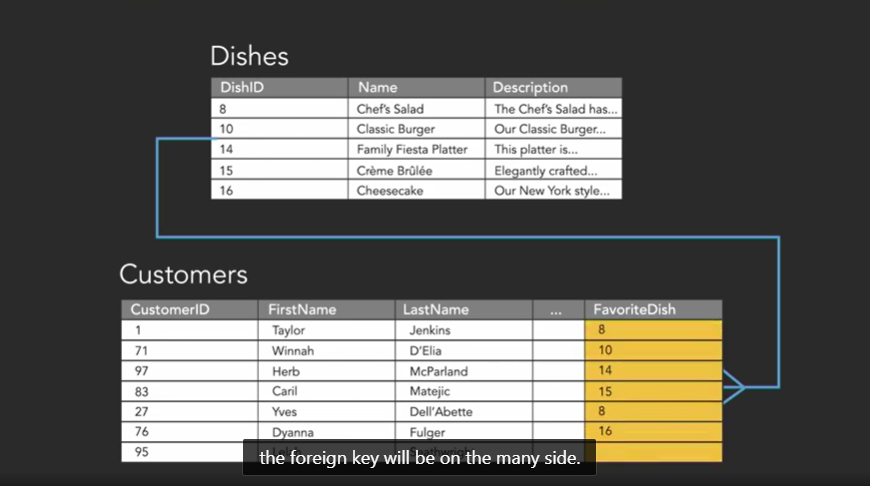 Dishes
DishID Name Description
8 Chef's Salad The Chef's Salad has...
10 Classic Burger Our Classic Burger...
14 Family Fiesta Platter This platter is...
15 Crème Brûlée Elegantly crafted...
16 Cheesecake Our New York style...
Customers
CustomerID FirstName LastName ... FavoriteDish
1 Taylor Jenkins 8
71 Winnah D'Elia 10
97 Herb McParland 14
83 Caril Matejic 15
27 Yves Dell'Abette 8
76 Dyanna Fulger 16
95
the foreign key will be on the many side.